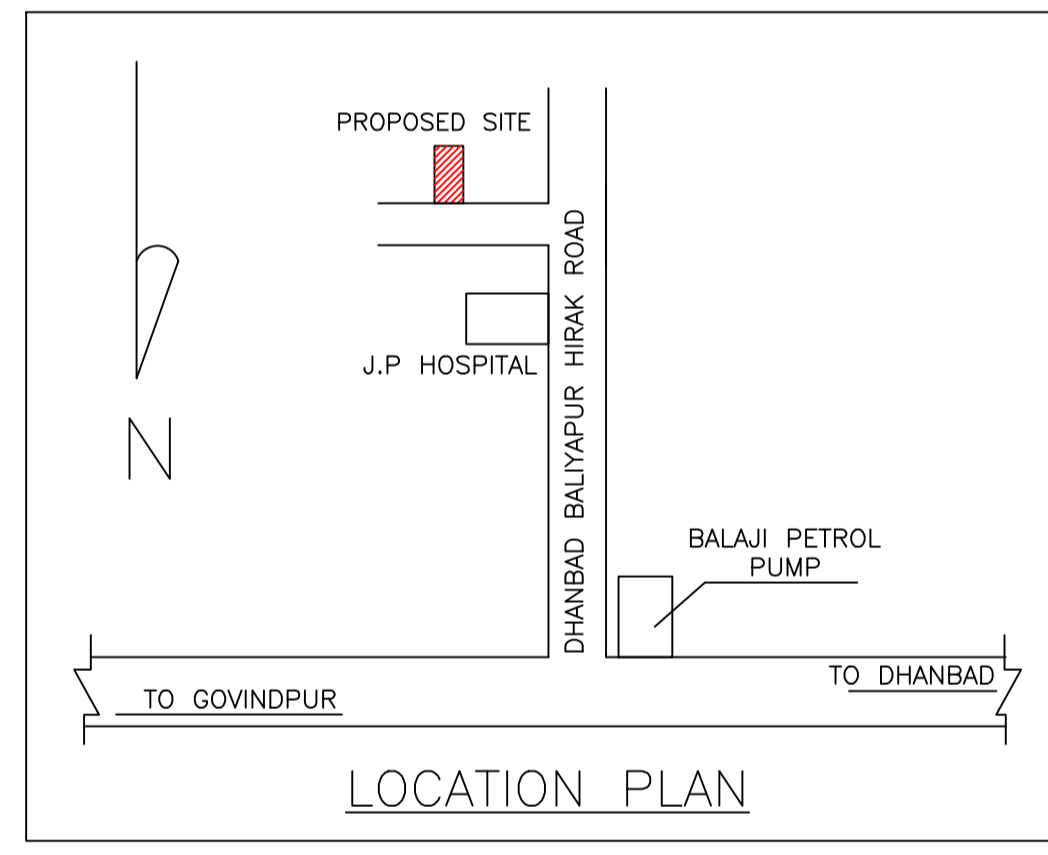 PROPOSED SITE
J.P HOSPITAL
DHANBAD BALIYAPUR HIRAK ROAD
N
BALAJI PETROL
PUMP
TO GOVINDPUR
TO DHANBAD
LOCATION PLAN